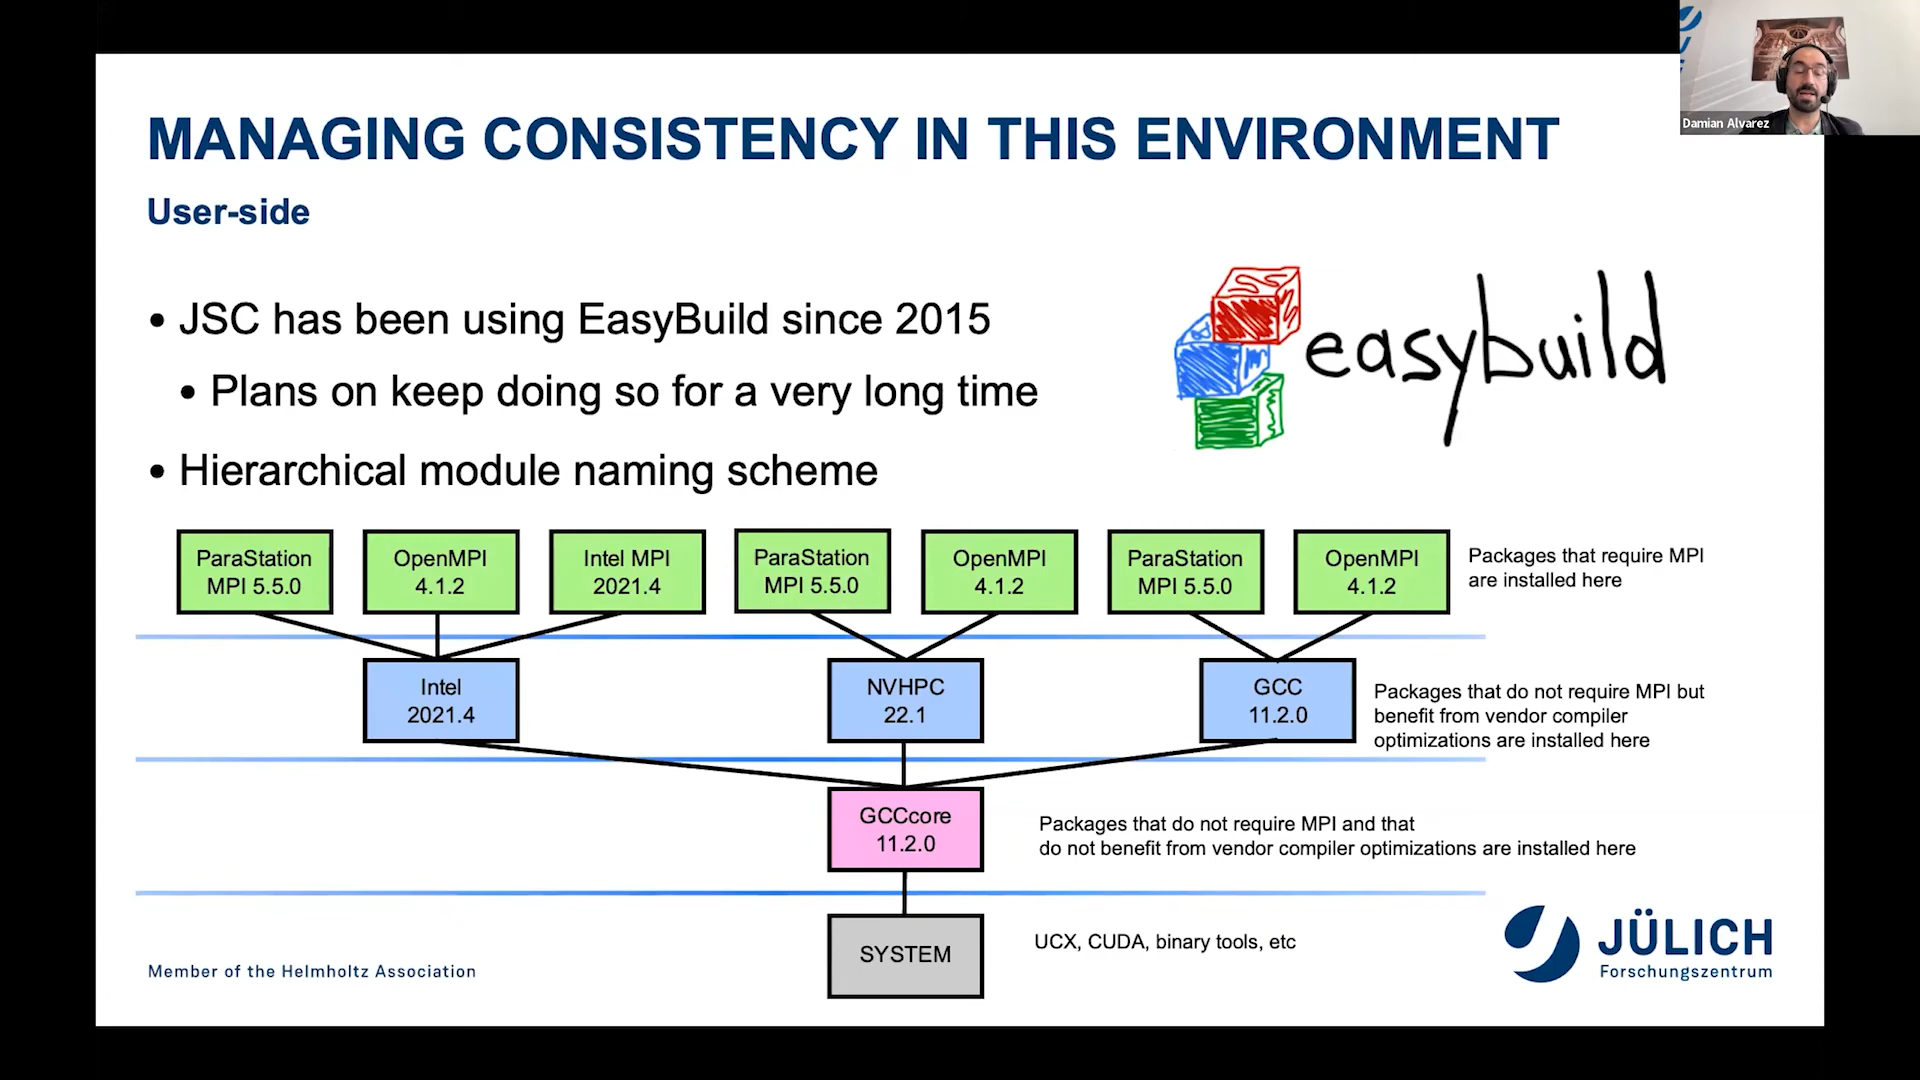 Damian Alvarez
MANAGING CONSISTENCY IN THIS ENVIRONMENT
User-side
• JSC has been using EasyBuild since 2015
• Plans on keep doing so for a very long time
• Hierarchical module naming scheme
easybuild
ParaStation
MPI 5.5.0
OpenMPI
4.1.2
Intel MPI
2021.4
ParaStation
MPI 5.5.0
OpenMPI
4.1.2
ParaStation
MPI 5.5.0
OpenMPI
4.1.2
Packages that require MPI
are installed here
Intel
2021.4
NVHPC
22.1
GCC
11.2.0
Packages that do not require MPI but
benefit from vendor compiler
optimizations are installed here
GCCcore
11.2.0
Packages that do not require MPI and that
do not benefit from vendor compiler optimizations are installed here
SYSTEM
UCX, CUDA, binary tools, etc
Member of the Helmholtz Association
JÜLICH
Forschungszentrum